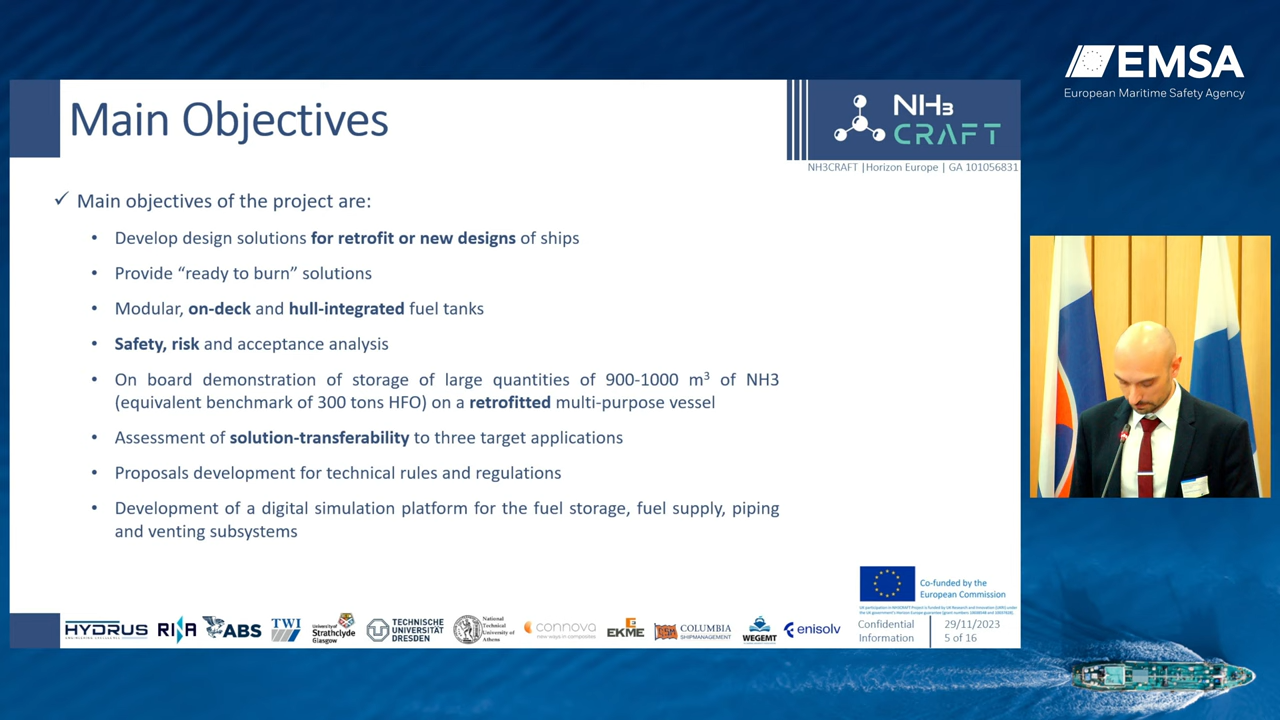 EMSA
European Maritime Safety Agency
Main Objectives
NH3
CRAFT
NH3CRAFT |Horizon Europe | GA 101056831
✓ Main objectives of the project are:
• Develop design solutions for retrofit or new designs of ships
• Provide “ready to burn” solutions
• Modular, on-deck and hull-integrated fuel tanks
• Safety, risk and acceptance analysis
• On board demonstration of storage of large quantities of 900-1000 m³ of NH3
(equivalent benchmark of 300 tons HFO) on a retrofitted multi-purpose vessel
• Assessment of solution-transferability to three target applications
• Proposals development for technical rules and regulations
• Development of a digital simulation platform for the fuel storage, fuel supply, piping
and venting subsystems
Co-funded by the
European Commission
HYDRUS
RINA
ABS
TWI
University of
Strathclyde
Glasgow
TECHNISCHE
UNIVERSITÄT
DRESDEN
National
Technical
University of
Athens
connova
new ways in composites
EKME
COLUMBIA
SHIPMANAGEMENT
WEGEMT
enisolv
Confidential
Information
29/11/2023
5 of 16